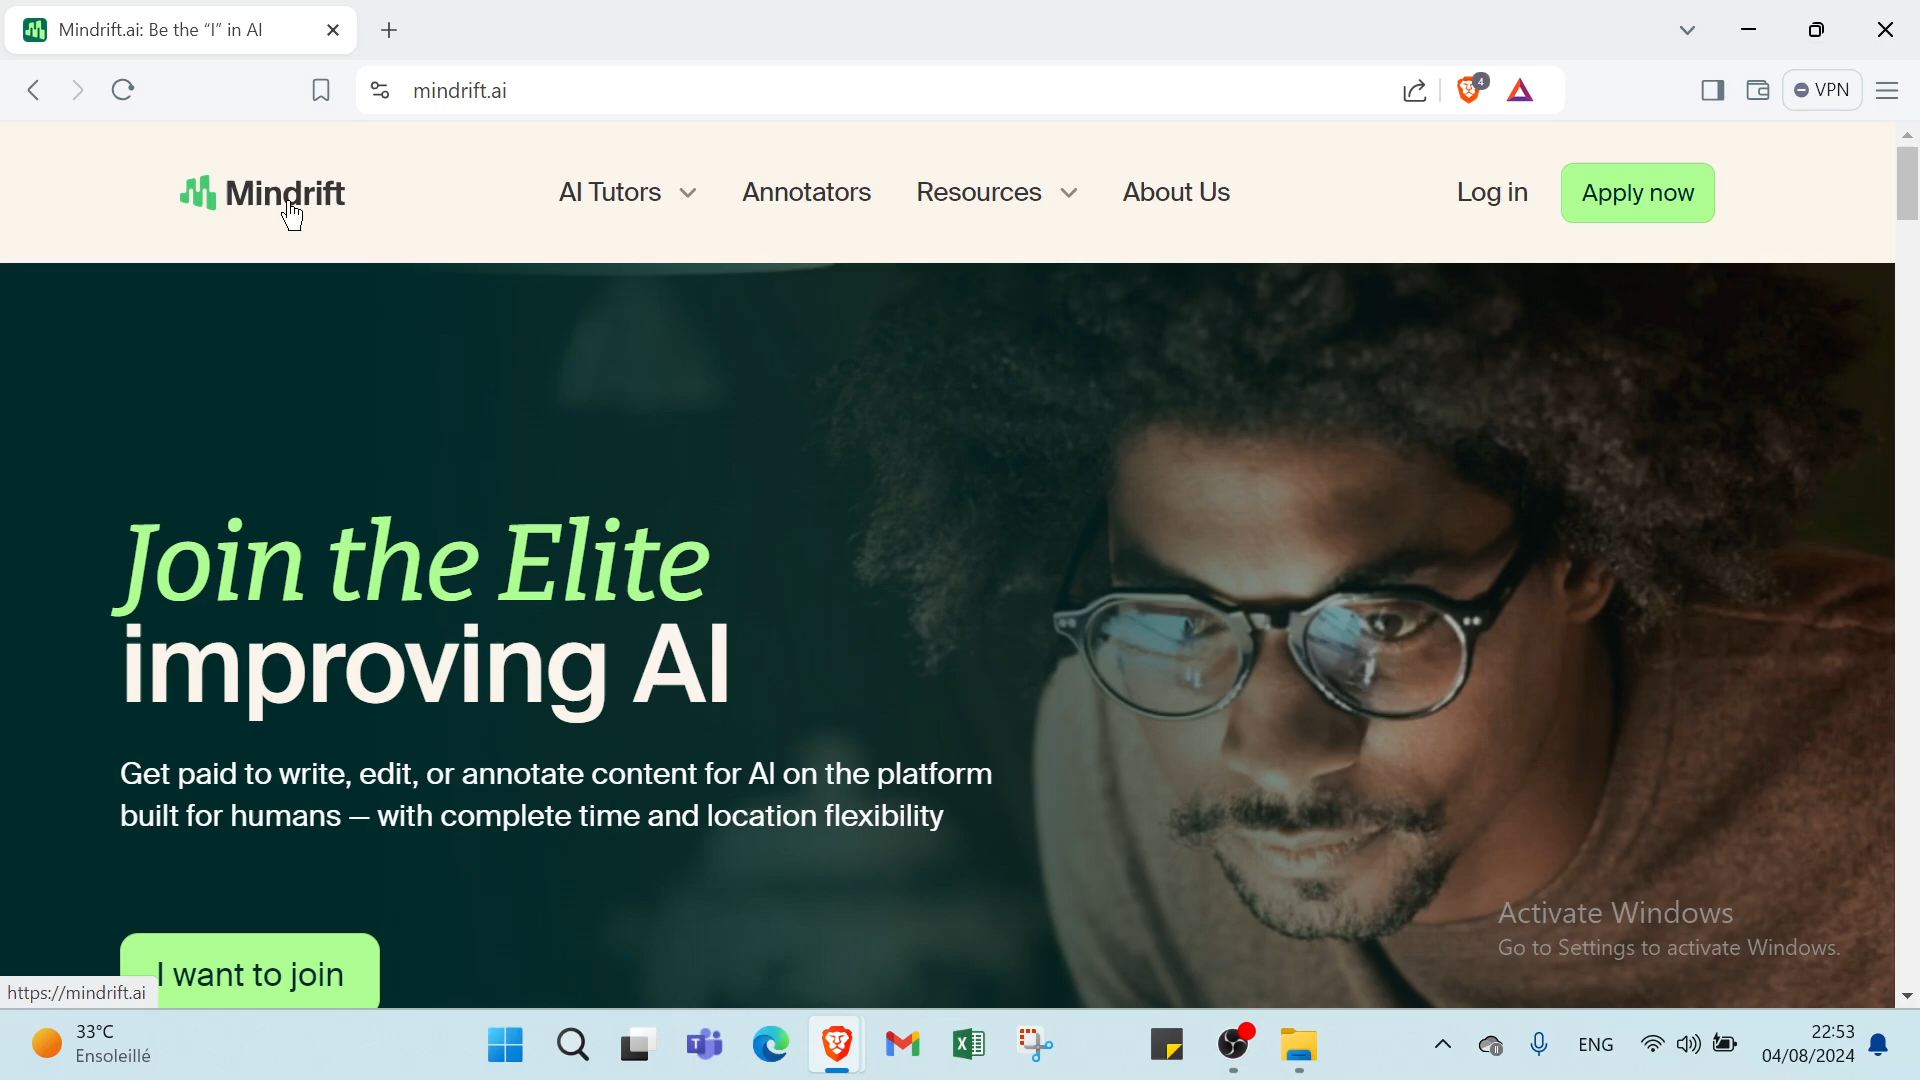 Mindrift.ai: Be the “I” in AI
mindrift.ai
4
VPN
Mindrift
AI Tutors
Annotators
Resources
About Us
Log in
Apply now
Join the Elite
improving AI
Get paid to write, edit, or annotate content for AI on the platform
built for humans — with complete time and location flexibility
I want to join
Activate Windows
Go to Settings to activate Windows.
https://mindrift.ai
33°C
Ensoleillé
ENG
22:53
04/08/2024